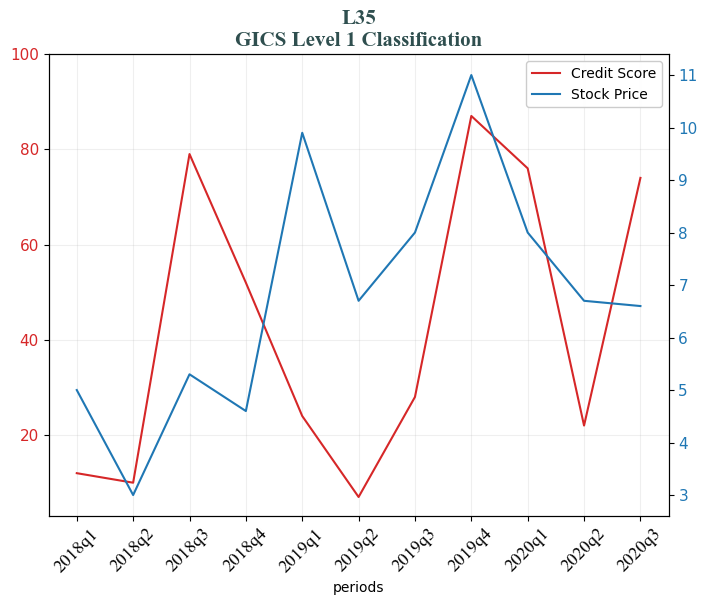 L35
GICS Level 1 Classification
Credit Score
Stock Price
100
80
60
40
20
11
10
9
8
7
6
5
4
3
2018q1
2018q2
2018q3
2018q4
2019q1
2019q2
2019q3
2019q4
2020q1
2020q2
2020q3
periods